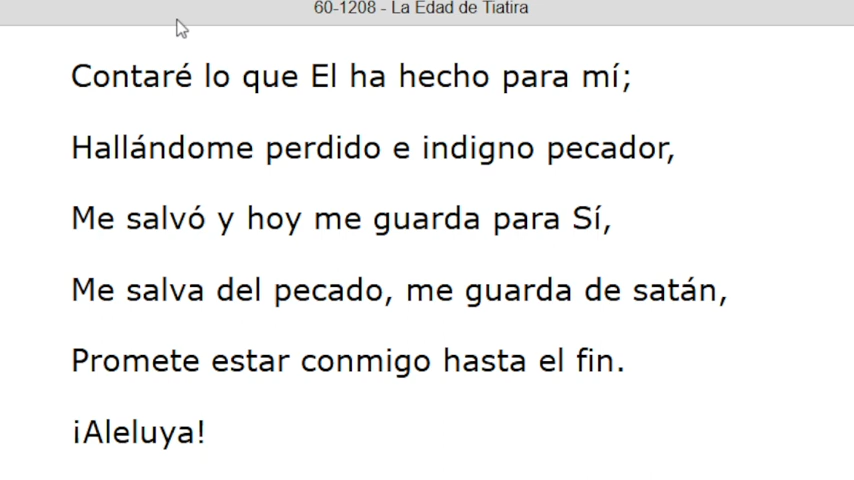 60-1208 - La Edad de Tiatira
Contaré lo que El ha hecho para mí;
Hallándome perdido e indigno pecador,
Me salvó y hoy me guarda para Sí,
Me salva del pecado, me guarda de satán,
Promete estar conmigo hasta el fin.
¡Aleluya!